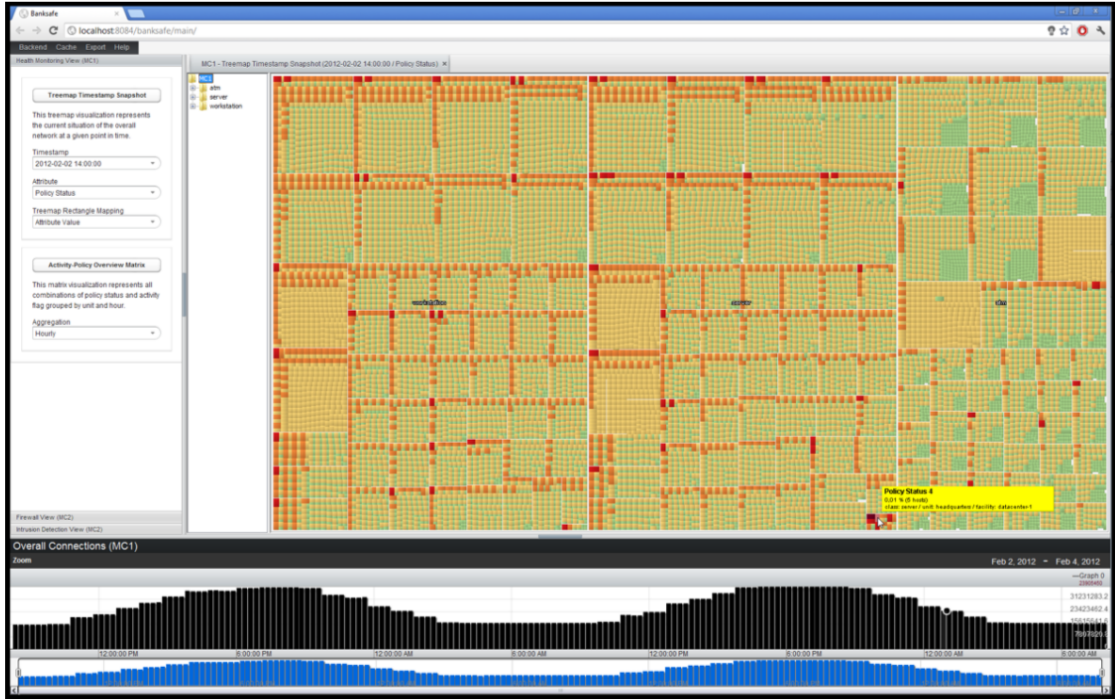 Banksafe
localhost:8084/banksafe/main/
Backend Cache Export Help
Health Monitoring View (MC1)
MC1 - Treemap Timestamp Snapshot (2012-02-02 14:00:00 / Policy Status)
MC1
atm
server
workstation
Treemap Timestamp Snapshot
This treemap visualization represents
the current situation of the overall
network at a given point in time.
Timestamp
2012-02-02 14:00:00
Attribute
Policy Status
Treemap Rectangle Mapping
Attribute Value
Activity-Policy Overview Matrix
This matrix visualization represents all
combinations of policy status and activity
flag grouped by unit and hour.
Aggregation
Hourly
workstation
server
atm
Policy Status 4
0.01 % (5 hosts)
class: server / unit: headquarters / facility: datacenter-1
Firewall View (MC2)
Intrusion Detection View (MC2)
Overall Connections (MC1)
Zoom
Feb 2, 2012 - Feb 4, 2012
Graph 0
31231283.2
23423462.4
12:00:00 PM 6:00:00 PM 12:00:00 AM 6:00:00 AM 12:00:00 PM 6:00:00 PM 12:00:00 AM 6:00:00 AM